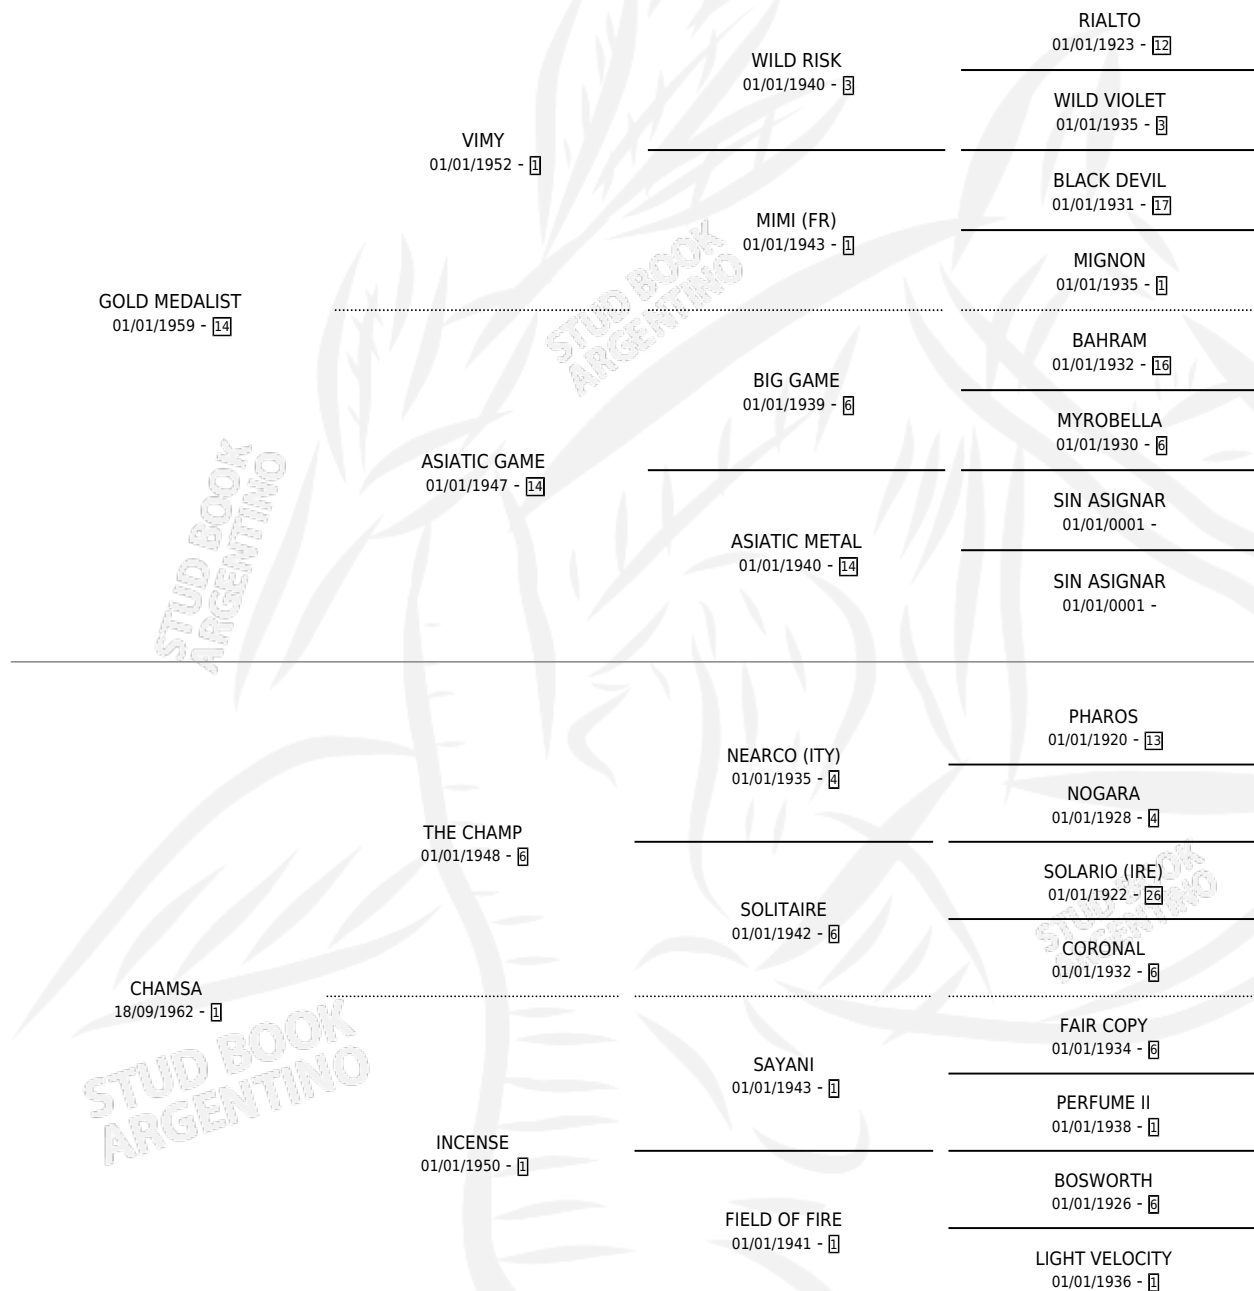 GOLD MEDALIST
01/01/1959 - 14
VIMY
01/01/1952 - 1
WILD RISK
01/01/1940 - 3
RIALTO
01/01/1923 - 12
WILD VIOLET
01/01/1935 - 3
MIMI (FR)
01/01/1943 - 1
BLACK DEVIL
01/01/1931 - 17
MIGNON
01/01/1935 - 1
ASIATIC GAME
01/01/1947 - 14
BIG GAME
01/01/1939 - 6
BAHRAM
01/01/1932 - 16
MYROBELLA
01/01/1930 - 6
ASIATIC METAL
01/01/1940 - 14
SIN ASIGNAR
01/01/0001 -
SIN ASIGNAR
01/01/0001 -
CHAMSA
18/09/1962 - 1
THE CHAMP
01/01/1948 - 6
NEARCO (ITY)
01/01/1935 - 4
PHAROS
01/01/1920 - 13
NOGARA
01/01/1928 - 4
SOLITAIRE
01/01/1942 - 6
SOLARIO (IRE)
01/01/1922 - 26
CORONAL
01/01/1932 - 6
INCENSE
01/01/1950 - 1
SAYANI
01/01/1943 - 1
FAIR COPY
01/01/1934 - 6
PERFUME II
01/01/1938 - 1
FIELD OF FIRE
01/01/1941 - 1
BOSWORTH
01/01/1926 - 6
LIGHT VELOCITY
01/01/1936 - 1
STUD BOOK
ARGENTINO
STUD BOOK
ARGENTINO
STUD BOOK
ARGENTINO
STUD BOOK
ARGENTINO